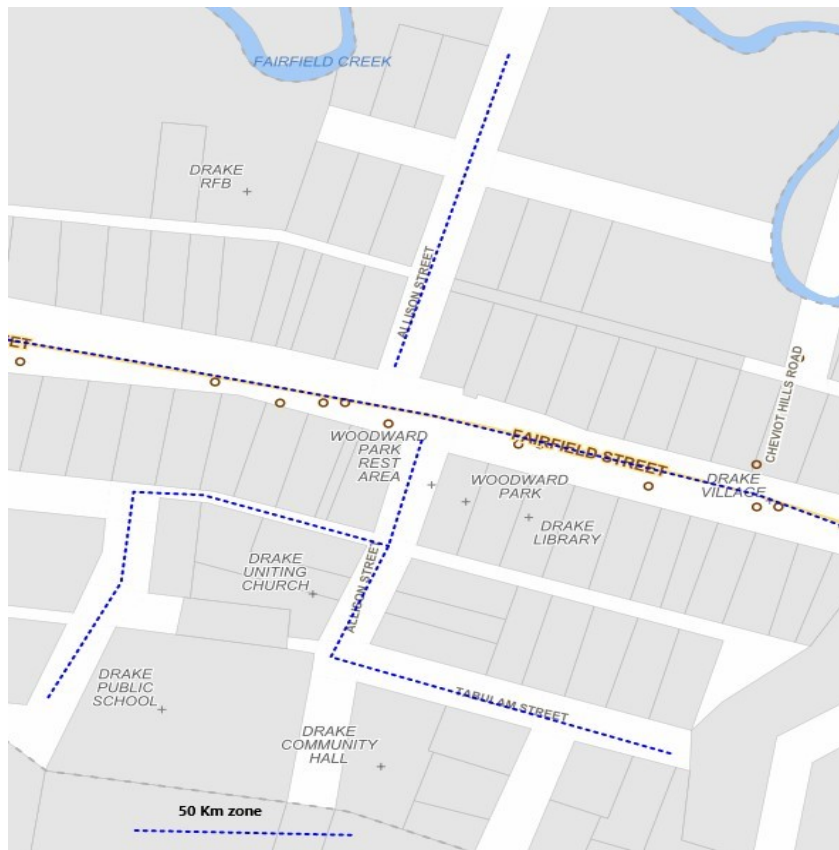 FAIRFIELD CREEK
DRAKE
RFB
ALLISON STREET
EET
CHEVIOT HILLS ROAD
WOODWARD
PARK
REST
AREA
FAIRFIELD STREET
WOODWARD
PARK
DRAKE
VILLAGE
DRAKE
LIBRARY
DRAKE
UNITING
CHURCH
ALLISON STREET
DRAKE
PUBLIC
SCHOOL
TABULAM STREET
DRAKE
COMMUNITY
HALL
50 Km zone